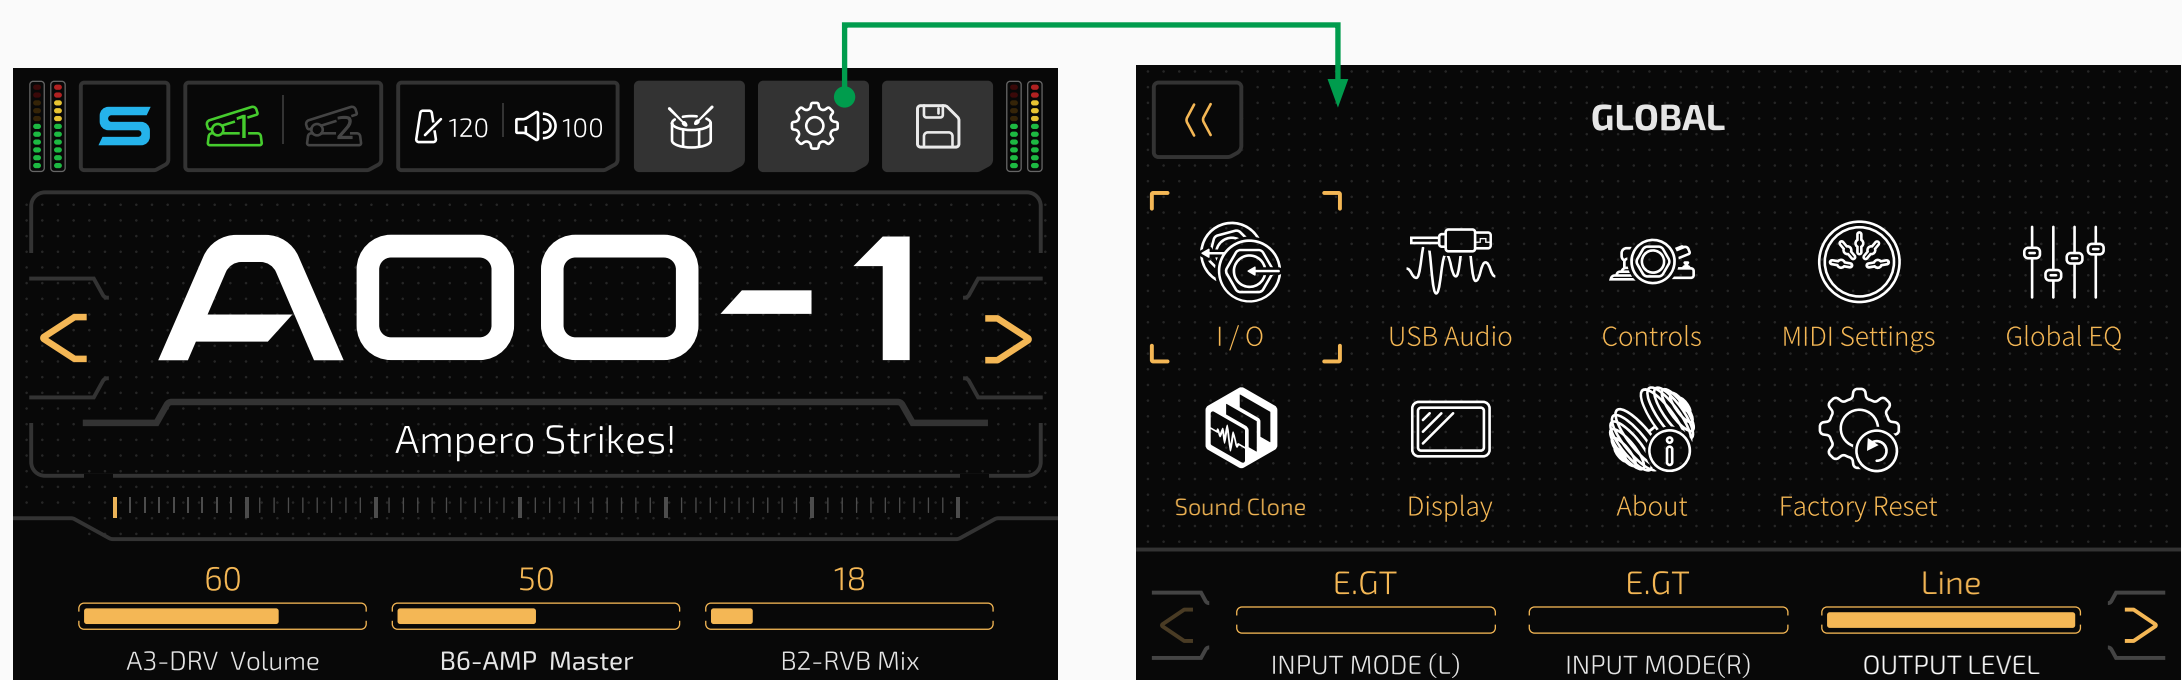 1 2 120 100
A00-1
Ampero Strikes!
60 50 18
A3-DRV Volume B6-AMP Master B2-RVB Mix
GLOBAL
I / O USB Audio Controls MIDI Settings Global EQ
Sound Clone Display About Factory Reset
E.GT E.GT Line
INPUT MODE (L) INPUT MODE(R) OUTPUT LEVEL